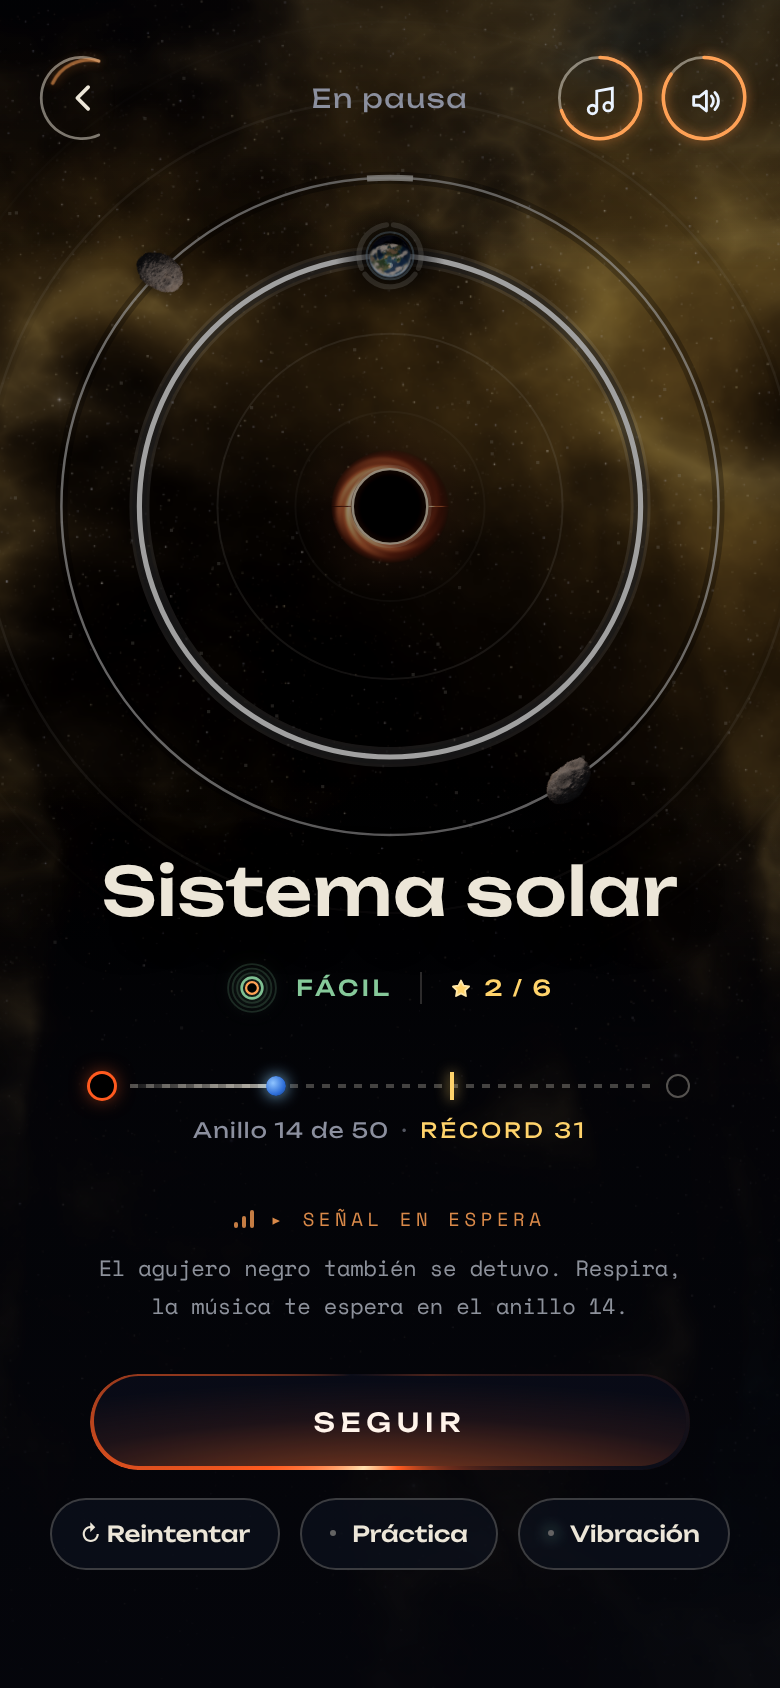 En pausa
Sistema solar
FÁCIL 2 / 6
Anillo 14 de 50 · RÉCORD 31
▸ SEÑAL EN ESPERA
El agujero negro también se detuvo. Respira,
la música te espera en el anillo 14.
SEGUIR
Reintentar
Práctica
Vibración